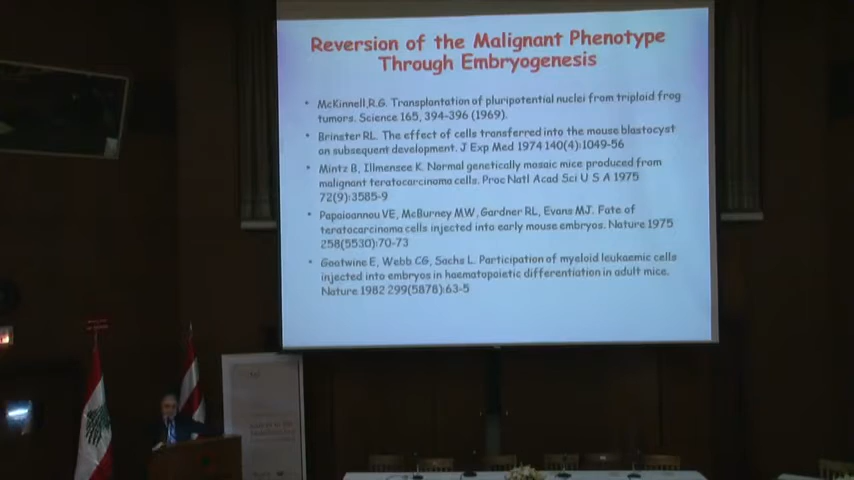 Reversion of the Malignant Phenotype
Through Embryogenesis
• McKinnell,R.G. Transplantation of pluripotential nuclei from triploid frog
tumors. Science 165, 394-396 (1969).
• Brinster RL. The effect of cells transferred into the mouse blastocyst
on subsequent development. J Exp Med 1974 140(4):1049-56
• Mintz B, Illmensee K. Normal genetically mosaic mice produced from
malignant teratocarcinoma cells. Proc Natl Acad Sci U S A 1975
72(9):3585-9
• Papaioannou VE, McBurney MW, Gardner RL, Evans MJ. Fate of
teratocarcinoma cells injected into early mouse embryos. Nature 1975
258(5530):70-73
• Gootwine E, Webb CG, Sachs L. Participation of myeloid leukaemic cells
injected into embryos in haematopoietic differentiation in adult mice.
Nature 1982 299(5878):63-5